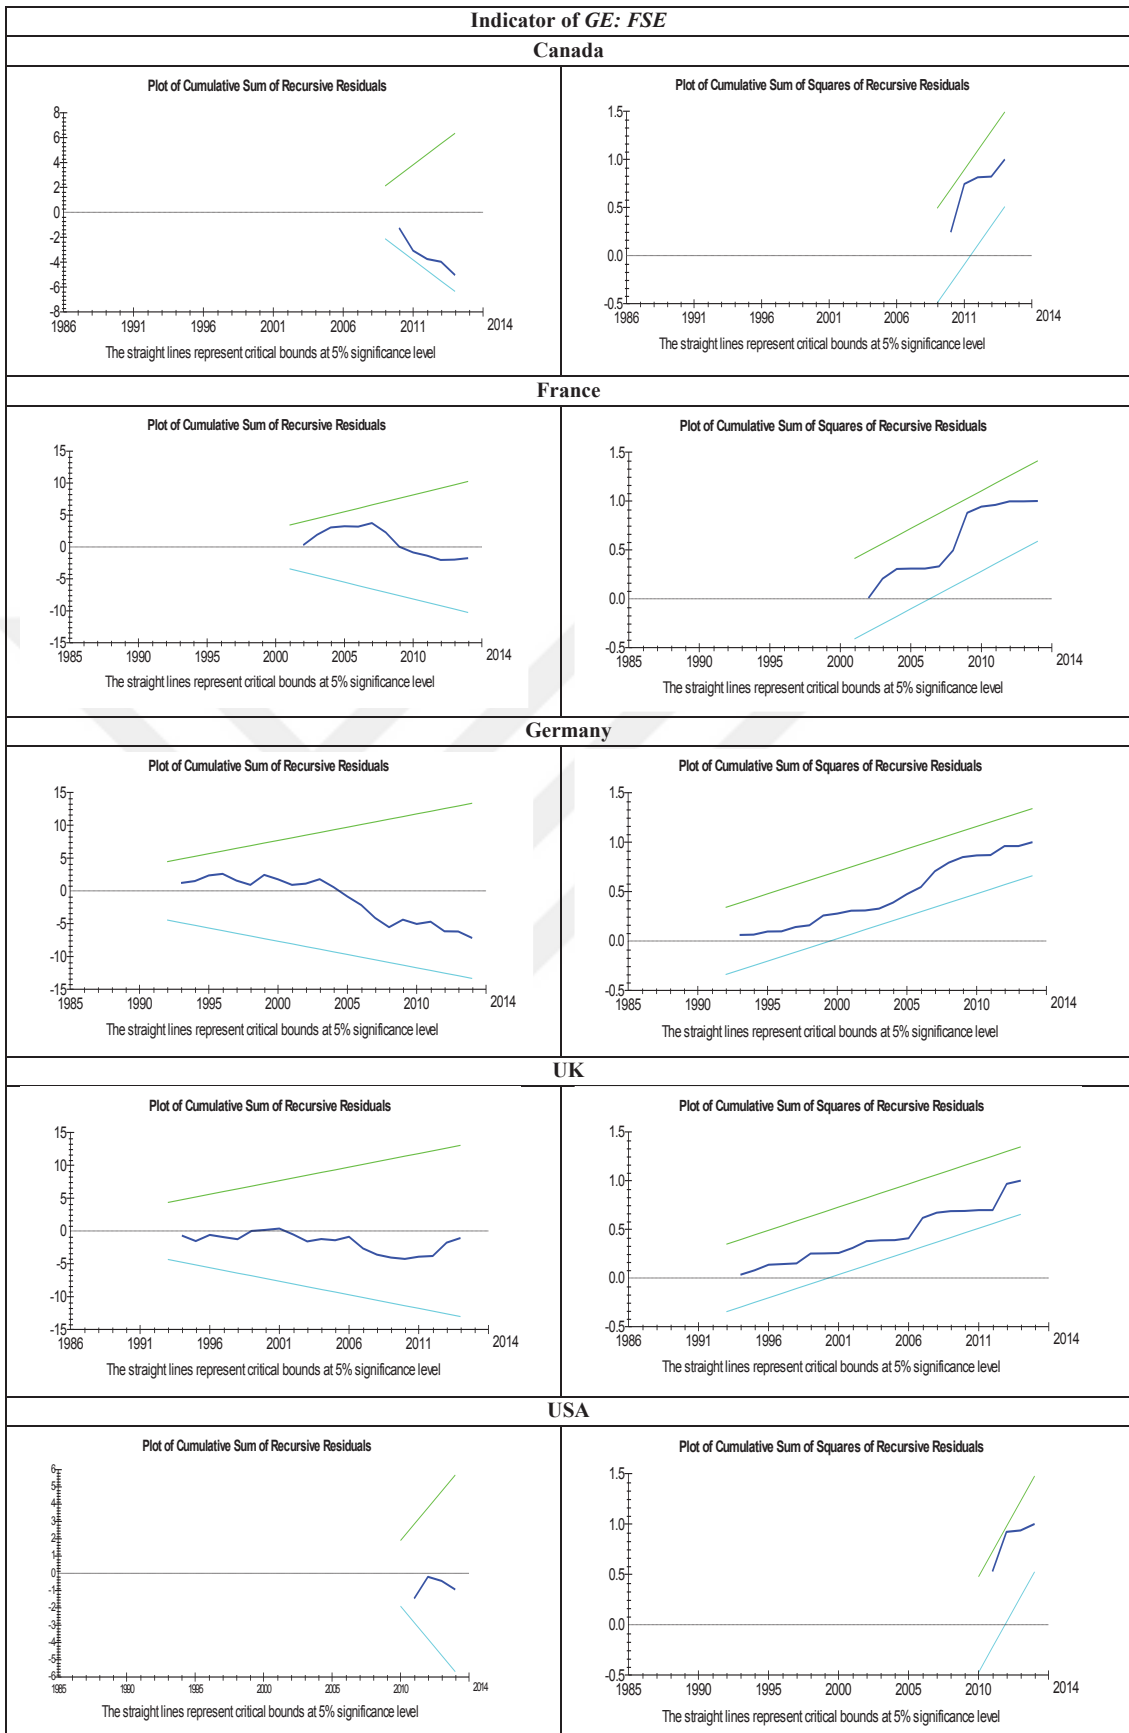 Indicator of GE: FSE
Canada
Plot of Cumulative Sum of Recursive Residuals
8
6
4
2
0
-2
-4
-6
-8
1986 1991 1996 2001 2006 2011 2014
The straight lines represent critical bounds at 5% significance level
Plot of Cumulative Sum of Squares of Recursive Residuals
1.5
1.0
0.0
-0.5
1986 1991 1996 2001 2006 2011 2014
The straight lines represent critical bounds at 5% significance level
France
Plot of Cumulative Sum of Recursive Residuals
15
10
5
0
-5
-10
-15
1985 1990 1995 2000 2005 2010 2014
The straight lines represent critical bounds at 5% significance level
Plot of Cumulative Sum of Squares of Recursive Residuals
1.5
1.0
0.5
0.0
-0.5
1985 1990 1995 2000 2005 2010 2014
The straight lines represent critical bounds at 5% significance level
Germany
Plot of Cumulative Sum of Recursive Residuals
15
10
5
0
-5
-10
-15
1985 1990 1995 2000 2005 2010 2014
The straight lines represent critical bounds at 5% significance level
Plot of Cumulative Sum of Squares of Recursive Residuals
1.5
1.0
0.5
0.0
-0.5
1985 1990 1995 2000 2005 2010 2014
The straight lines represent critical bounds at 5% significance level
UK
Plot of Cumulative Sum of Recursive Residuals
15
10
5
0
-5
-10
-15
1986 1991 1996 2001 2006 2011 2014
The straight lines represent critical bounds at 5% significance level
Plot of Cumulative Sum of Squares of Recursive Residuals
1.5
1.0
0.5
0.0
-0.5
1986 1991 1996 2001 2006 2011 2014
The straight lines represent critical bounds at 5% significance level
USA
Plot of Cumulative Sum of Recursive Residuals
6
5
4
3
2
1
0
-1
-2
-3
-4
-5
-6
1985 1990 1995 2000 2005 2010 2014
The straight lines represent critical bounds at 5% significance level
Plot of Cumulative Sum of Squares of Recursive Residuals
1.5
1.0
0.5
0.0
-0.5
1985 1990 1995 2000 2005 2010 2014
The straight lines represent critical bounds at 5% significance level